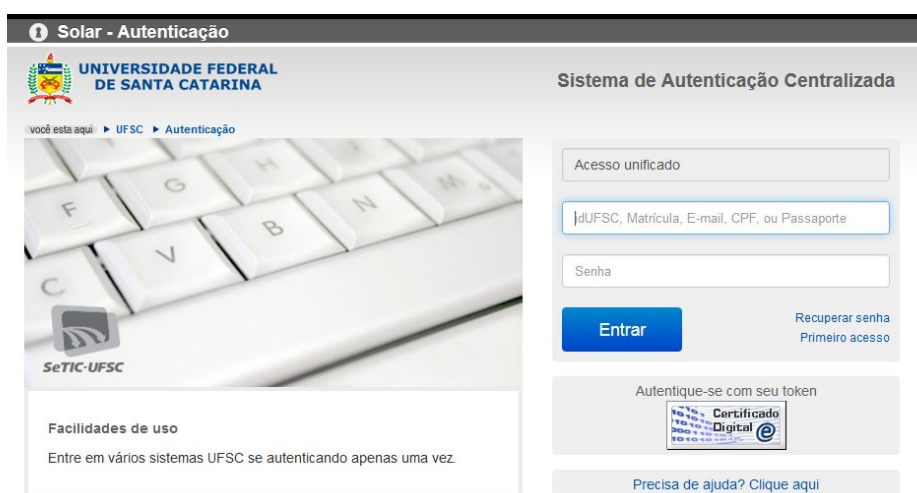 Solar - Autenticação
UNIVERSIDADE FEDERAL
DE SANTA CATARINA
Sistema de Autenticação Centralizada
você esta aqui ▸ UFSC ▸ Autenticação
G H J K
F
C V B N M
C
SeTIC-UFSC
Facilidades de uso
Entre em vários sistemas UFSC se autenticando apenas uma vez.
Acesso unificado
idUFSC, Matrícula, E-mail, CPF, ou Passaporte
Senha
Entrar
Recuperar senha
Primeiro acesso
Autentique-se com seu token
Certificado
Digital
Precisa de ajuda? Clique aqui